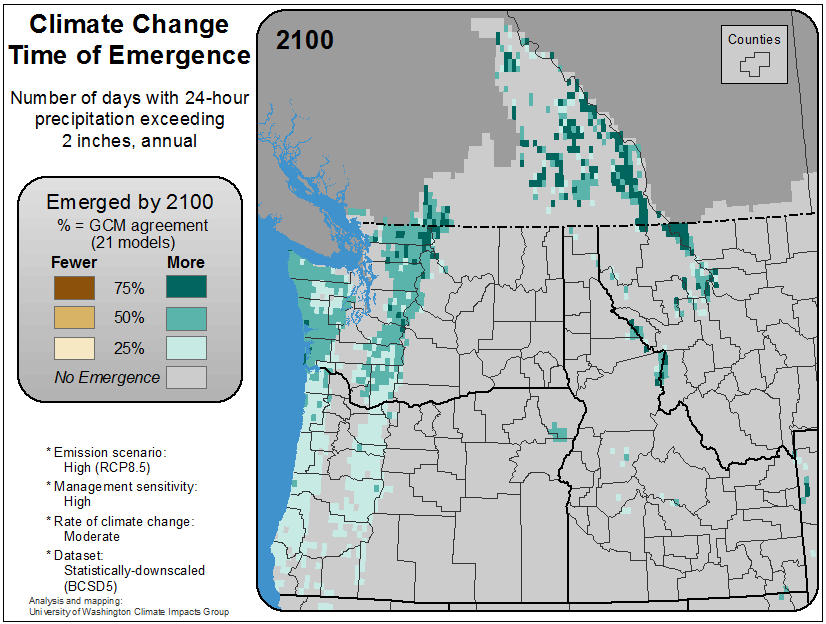 Climate Change
Time of Emergence
Number of days with 24-hour
precipitation exceeding
2 inches, annual
Emerged by 2100
% = GCM agreement
(21 models)
Fewer More
75%
50%
25%
No Emergence
* Emission scenario:
High (RCP8.5)
* Management sensitivity:
High
* Rate of climate change:
Moderate
* Dataset:
Statistically-downscaled
(BCSD5)
Analysis and mapping:
University of Washington Climate Impacts Group
2100
Counties